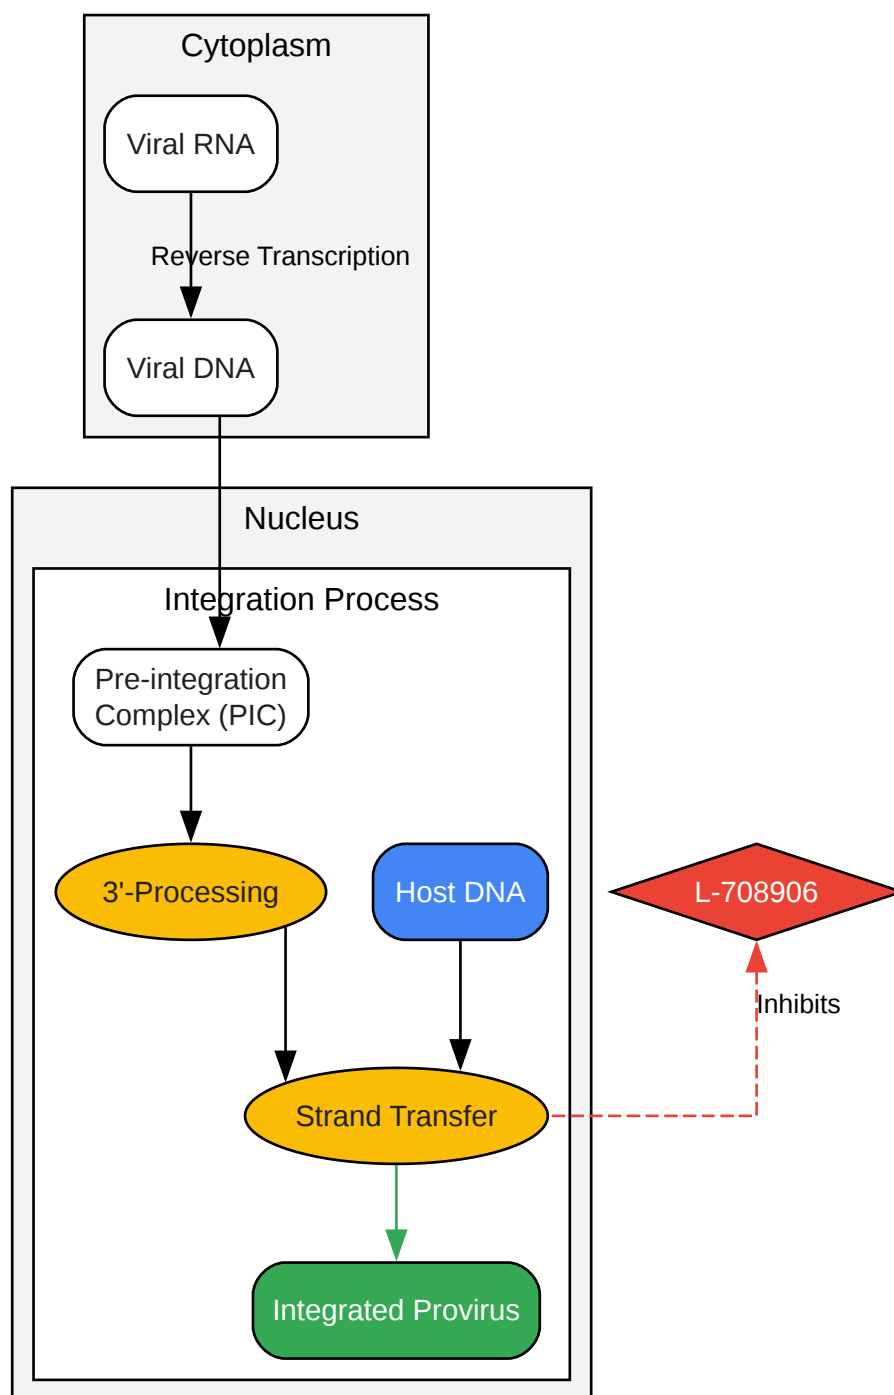 Cytoplasm
Viral RNA
Reverse Transcription
Viral DNA
Nucleus
Integration Process
Pre-integration
Complex (PIC)
3'-Processing
Host DNA
L-708906
Inhibits
Strand Transfer
Integrated Provirus